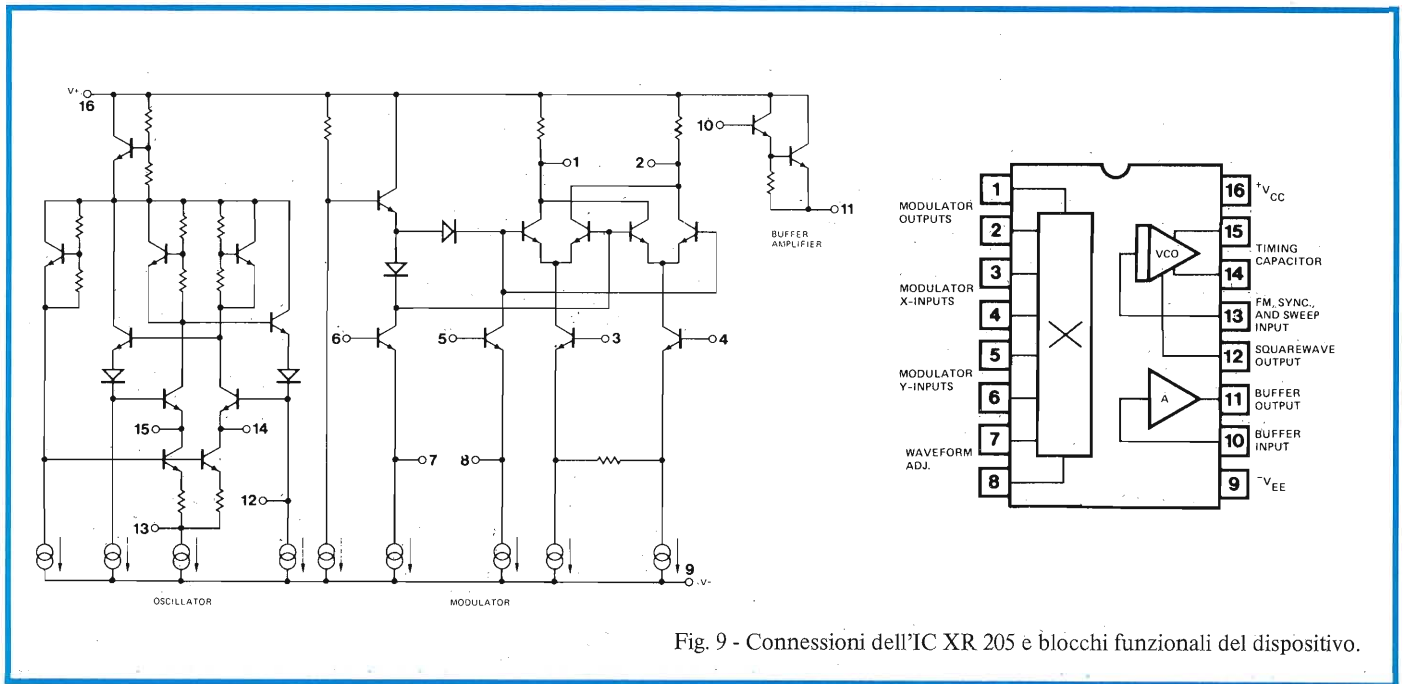 V+
16
10
1
2
11
BUFFER
AMPLIFIER
6
5
3
4
15
14
7
8
12
13
9
-V-
OSCILLATOR
MODULATOR
1
MODULATOR
OUTPUTS
2
3
MODULATOR
X-INPUTS
4
5
MODULATOR
Y-INPUTS
6
7
WAVEFORM
ADJ.
8
X
VCO
A
16
+VCC
15
TIMING
CAPACITOR
14
13
FM, SYNC.,
AND SWEEP
INPUT
12
SQUAREWAVE
OUTPUT
11
BUFFER
OUTPUT
10
BUFFER
INPUT
9
-VEE
Fig. 9 - Connessioni dell'IC XR 205 e blocchi funzionali del dispositivo.